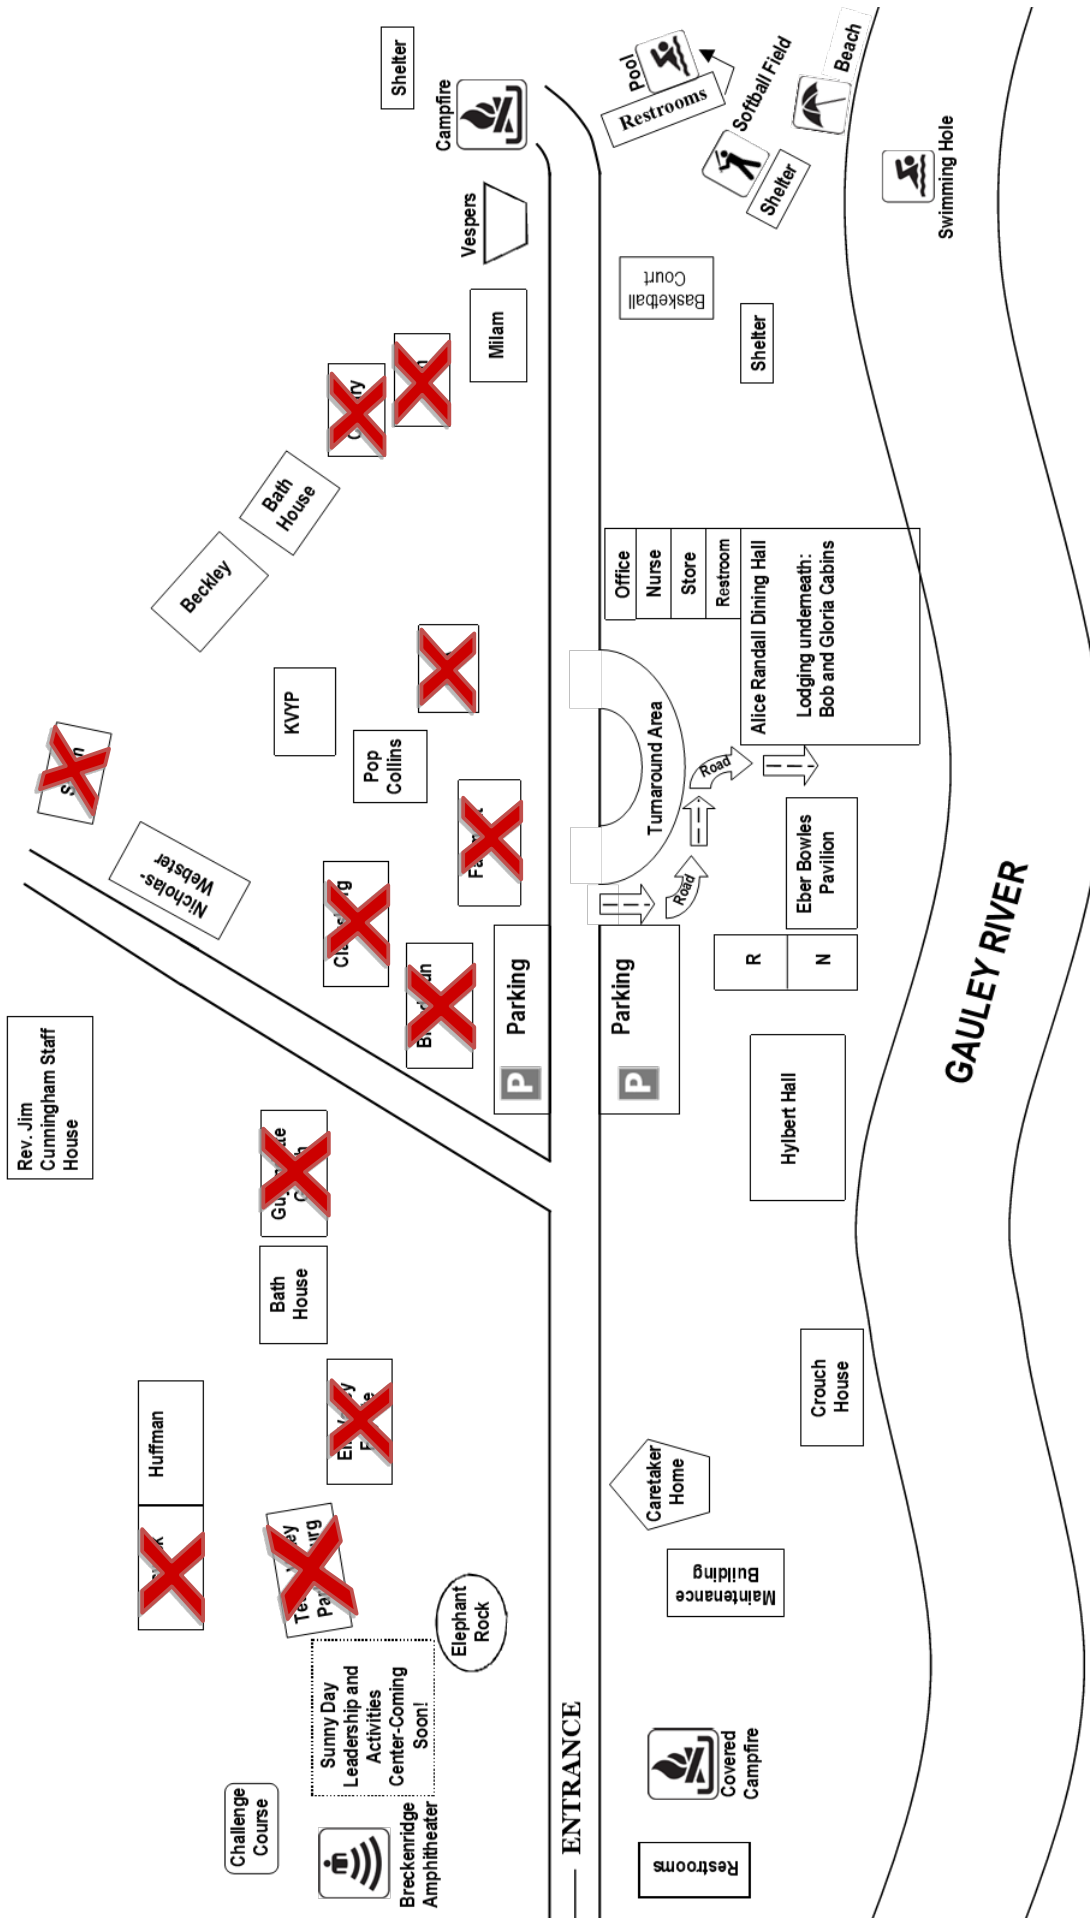 Shelter
Campfire
Vespers
Milam
Bath
House
Beckley
KVYP
Pop
Collins
Nicholas-
Webster
Rev. Jim
Cunningham Staff
House
Bath
House
Huffman
Elephant
Rock
Sunny Day
Leadership and
Activities
Center-Coming
Soon!
Challenge
Course
Breckenridge
Amphitheater
ENTRANCE
P
Parking
P
Parking
Pool
Restrooms
Softball Field
Shelter
Beach
Swimming Hole
Basketball
Court
Shelter
Office
Nurse
Store
Restroom
Alice Randall Dining Hall
Lodging underneath:
Bob and Gloria Cabins
Turnaround Area
Road
Road
Eber Bowles
Pavilion
R
N
Hylbert Hall
GAULEY RIVER
Crouch
House
Caretaker
Home
Maintenance
Building
Covered
Campfire
Restrooms